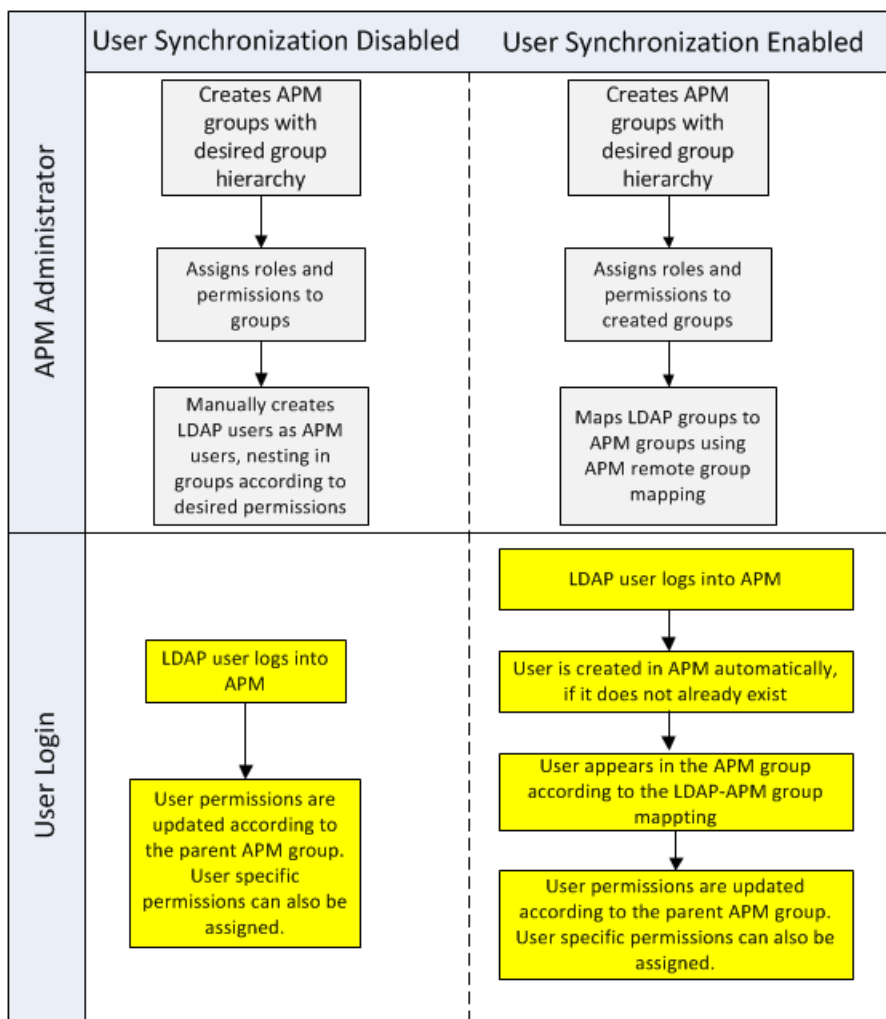 User Synchronization Disabled
User Synchronization Enabled
APM Administrator
Creates APM
groups with
desired group
hierarchy
Assigns roles and
permissions to
groups
Manually creates
LDAP users as APM
users, nesting in
groups according to
desired permissions
Creates APM
groups with
desired group
hierarchy
Assigns roles and
permissions to
created groups
Maps LDAP groups to
APM groups using
APM remote group
mapping
User Login
LDAP user logs into
APM
User permissions are
updated according to
the parent APM group.
User specific
permissions can also be
assigned.
LDAP user logs into APM
User is created in APM automatically,
if it does not already exist
User appears in the APM group
according to the LDAP-APM group
mappting
User permissions are updated
according to the parent APM group.
User specific permissions can also be
assigned.